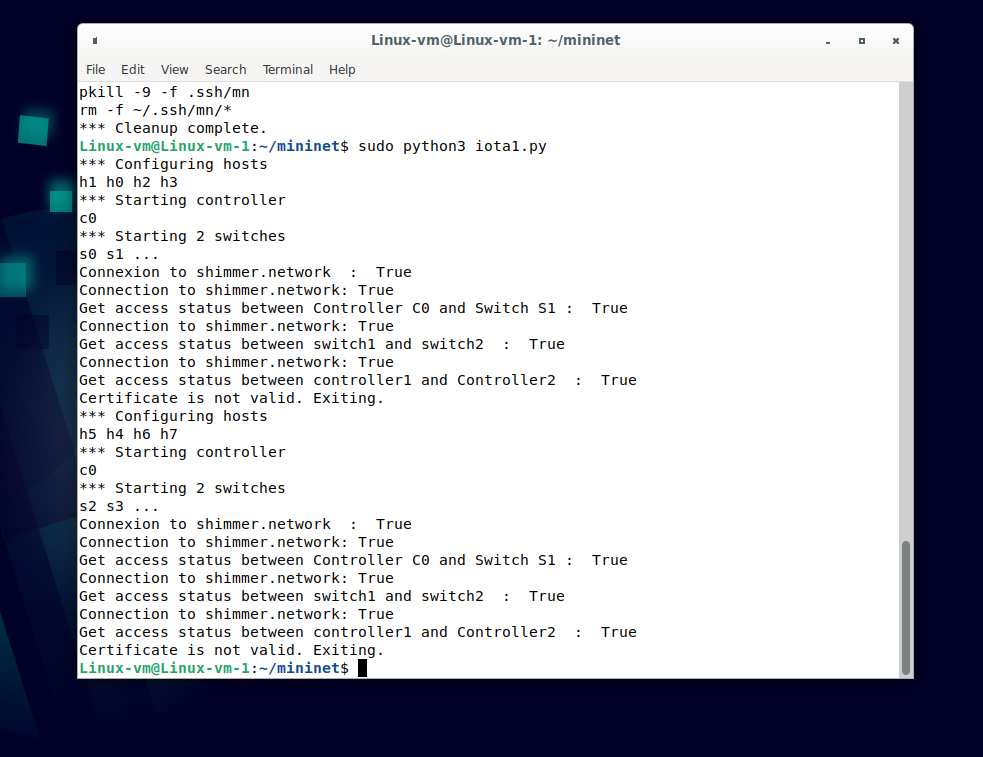 Linux-vm@Linux-vm-1: ~/mininet
File Edit View Search Terminal Help
pkill -9 -f .ssh/mn
rm -f ~/.ssh/mn/*
*** Cleanup complete.
Linux-vm@Linux-vm-1:~/mininet$ sudo python3 iota1.py
*** Configuring hosts
h1 h0 h2 h3
*** Starting controller
c0
*** Starting 2 switches
s0 s1 ...
Connexion to shimmer.network  :  True
Connection to shimmer.network: True
Get access status between Controller C0 and Switch S1 :  True
Connection to shimmer.network: True
Get access status between switch1 and switch2  :  True
Connection to shimmer.network: True
Get access status between controller1 and Controller2  :  True
Certificate is not valid. Exiting.
*** Configuring hosts
h5 h4 h6 h7
*** Starting controller
c0
*** Starting 2 switches
s2 s3 ...
Connexion to shimmer.network  :  True
Connection to shimmer.network: True
Get access status between Controller C0 and Switch S1 :  True
Connection to shimmer.network: True
Get access status between switch1 and switch2  :  True
Connection to shimmer.network: True
Get access status between controller1 and Controller2  :  True
Certificate is not valid. Exiting.
Linux-vm@Linux-vm-1:~/mininet$